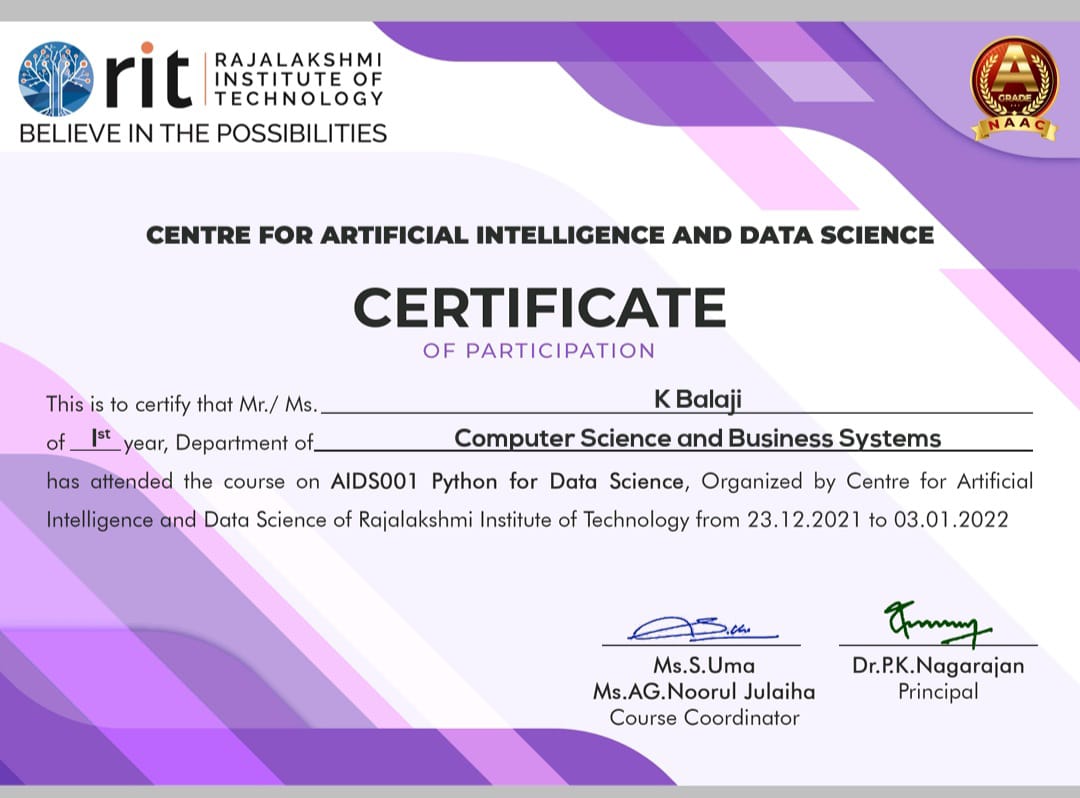 rit
RAJALAKSHMI
INSTITUTE OF
TECHNOLOGY
BELIEVE IN THE POSSIBILITIES
A
GRADE
NAAC
CENTRE FOR ARTIFICIAL INTELLIGENCE AND DATA SCIENCE
CERTIFICATE
OF PARTICIPATION
This is to certify that Mr./ Ms. K Balaji
of Ist year, Department of Computer Science and Business Systems
has attended the course on AIDS001 Python for Data Science, Organized by Centre for Artificial
Intelligence and Data Science of Rajalakshmi Institute of Technology from 23.12.2021 to 03.01.2022
Ms.S.Uma
Ms.AG.Noorul Julaiha
Course Coordinator
Dr.P.K.Nagarajan
Principal